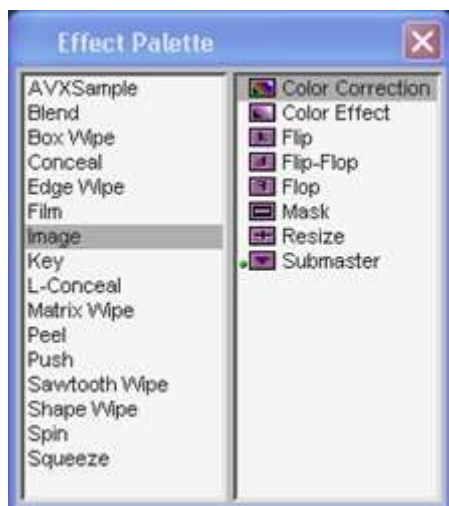 Effect Palette
AVXSample
Blend
Box Wipe
Conceal
Edge Wipe
Film
Image
Key
L-Conceal
Matrix Wipe
Peel
Push
Sawtooth Wipe
Shape Wipe
Spin
Squeeze
Color Correction
Color Effect
Flip
Flip-Flop
Flop
Mask
Resize
Submaster